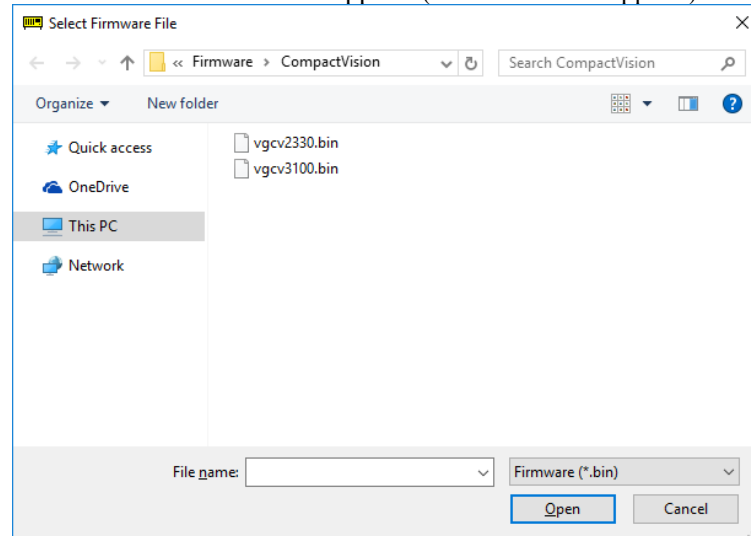 Select Firmware File
« Firmware > CompactVision
Search CompactVision
Organize
New folder
Quick access
OneDrive
This PC
Network
vgcv2330.bin
vgcv3100.bin
File name:
Firmware (*.bin)
Open
Cancel